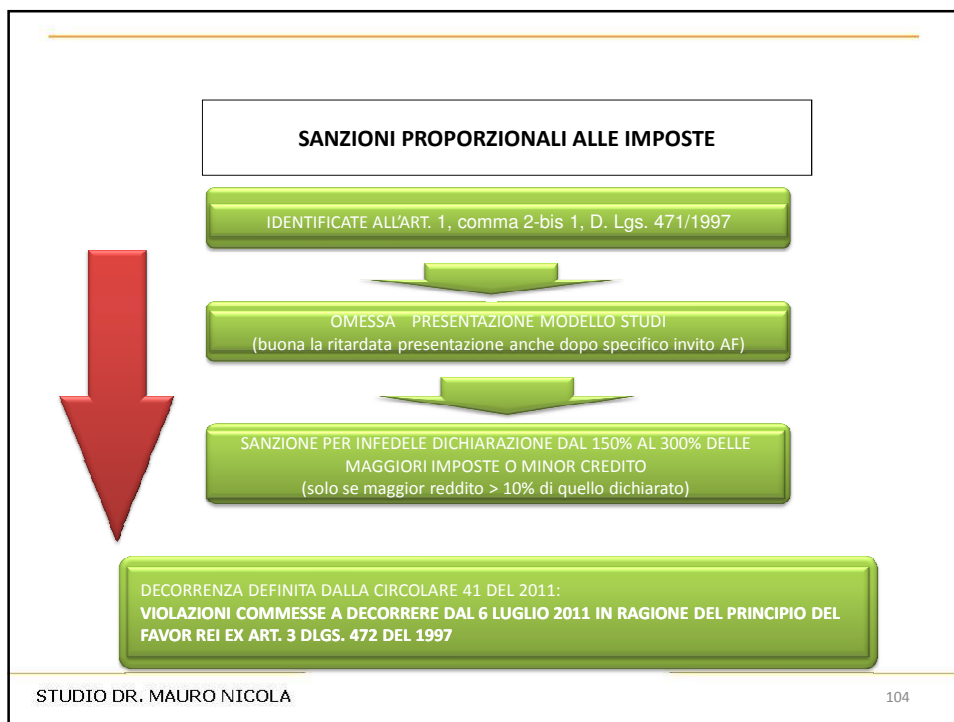 SANZIONI PROPORZIONALI ALLE IMPOSTE
IDENTIFICATE ALL'ART. 1, comma 2-bis 1, D. Lgs. 471/1997
OMESSA PRESENTAZIONE MODELLO STUDI
(buona la ritardata presentazione anche dopo specifico invito AF)
SANZIONE PER INFEDELE DICHIARAZIONE DAL 150% AL 300% DELLE
MAGGIORI IMPOSTE O MINOR CREDITO
(solo se maggior reddito > 10% di quello dichiarato)
DECORRENZA DEFINITA DALLA CIRCOLARE 41 DEL 2011:
VIOLAZIONI COMMESSE A DECORRERE DAL 6 LUGLIO 2011 IN RAGIONE DEL PRINCIPIO DEL
FAVOR REI EX ART. 3 DLGS. 472 DEL 1997
STUDIO DR. MAURO NICOLA
104